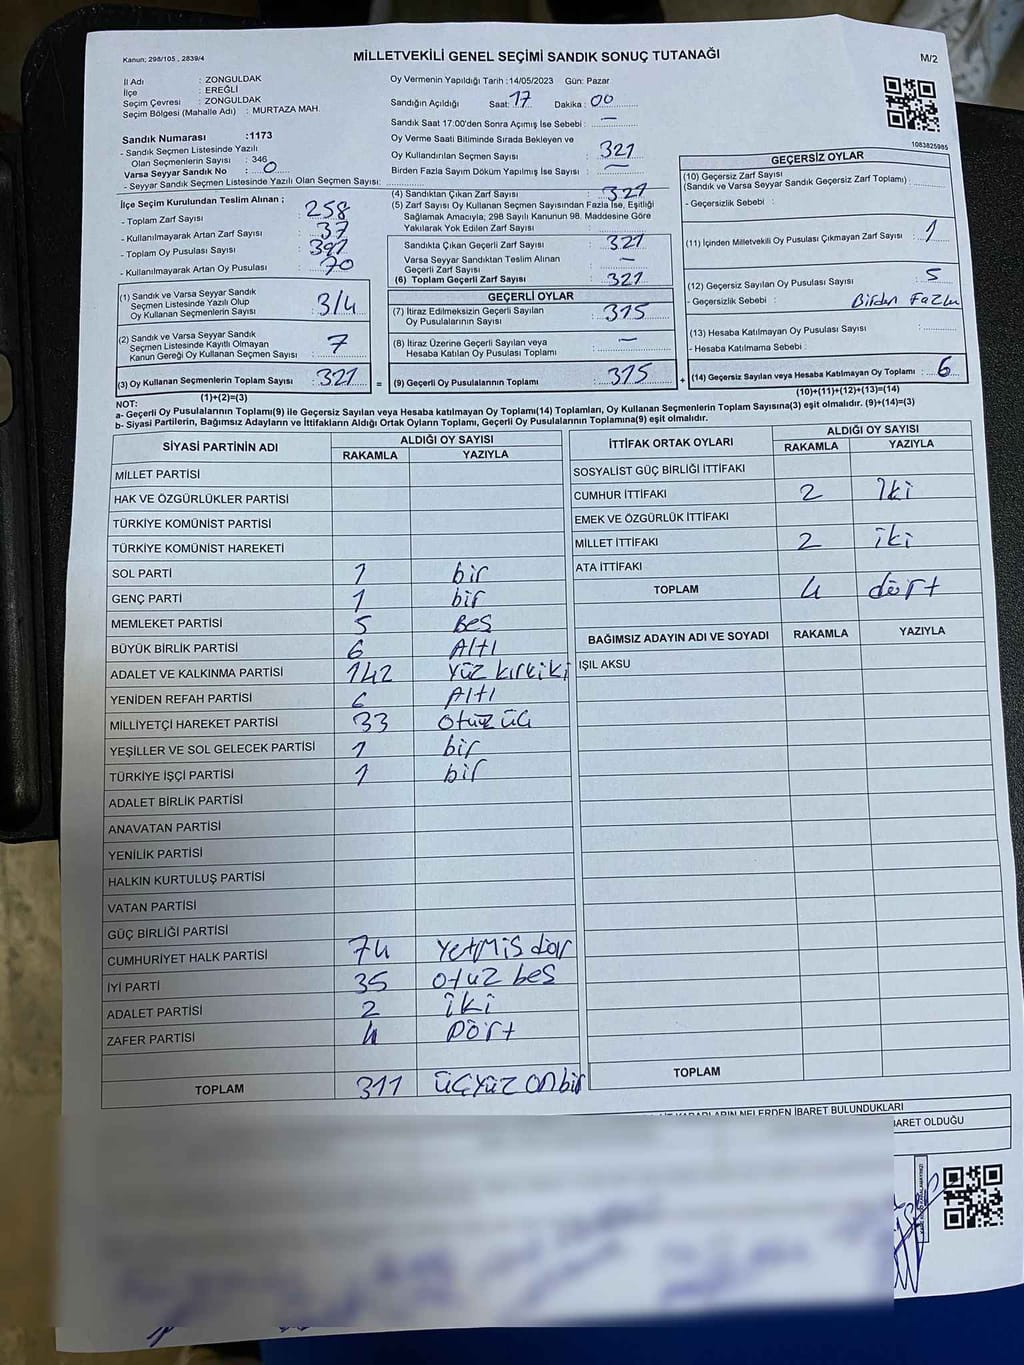 Kanun; 298/105 , 2839/4
MİLLETVEKİLİ GENEL SEÇİMİ SANDIK SONUÇ TUTANAĞI
M/2
İl Adı : ZONGULDAK
İlçe : EREĞLİ
Seçim Çevresi : ZONGULDAK
Seçim Bölgesi (Mahalle Adı) : MURTAZA MAH.
Sandık Numarası :1173
- Sandık Seçmen Listesinde Yazılı
Olan Seçmenlerin Sayısı : 346
Varsa Seyyar Sandık No : 0
- Seyyar Sandık Seçmen Listesinde Yazılı Olan Seçmen Sayısı:
Oy Vermenin Yapıldığı Tarih :14/05/2023 Gün: Pazar
Sandığın Açıldığı Saat: 17 Dakika : 00
Sandık Saat 17:00'den Sonra Açımış İse Sebebi : —
Oy Verme Saati Bitiminde Sırada Bekleyen ve
Oy Kullandırılan Seçmen Sayısı : 321
Birden Fazla Sayım Döküm Yapılmış İse Sayısı :
1083825985
İlçe Seçim Kurulundan Teslim Alınan ;
- Toplam Zarf Sayısı : 258
- Kullanılmayarak Artan Zarf Sayısı : 37
- Toplam Oy Pusulası Sayısı : 391
- Kullanılmayarak Artan Oy Pusulası : 70
(4) Sandıktan Çıkan Zarf Sayısı : 321
(5) Zarf Sayısı Oy Kullanan Seçmen Sayısından Fazla İse, Eşitliği
Sağlamak Amacıyla; 298 Sayılı Kanunun 98. Maddesine Göre
Yakılarak Yok Edilen Zarf Sayısı :
Sandıkta Çıkan Geçerli Zarf Sayısı : 321
Varsa Seyyar Sandıktan Teslim Alınan
Geçerli Zarf Sayısı : —
(6) Toplam Geçerli Zarf Sayısı : 321
GEÇERSİZ OYLAR
(10) Geçersiz Zarf Sayısı
(Sandık ve Varsa Seyyar Sandık Geçersiz Zarf Toplamı) :
- Geçersizlik Sebebi :
(11) İçinden Milletvekili Oy Pusulası Çıkmayan Zarf Sayısı : 1
(12) Geçersiz Sayılan Oy Pusulası Sayısı : 5
- Geçersizlik Sebebi : Birden Fazla
(13) Hesaba Katılmayan Oy Pusulası Sayısı :
- Hesaba Katılmama Sebebi :
(14) Geçersiz Sayılan veya Hesaba Katılmayan Oy Toplamı : 6
(10)+(11)+(12)+(13)=(14)
(1) Sandık ve Varsa Seyyar Sandık
Seçmen Listesinde Yazılı Olup
Oy Kullanan Seçmenlerin Sayısı : 314
(2) Sandık ve Varsa Seyyar Sandık
Seçmen Listesinde Kayıtlı Olmayan
Kanun Gereği Oy Kullanan Seçmen Sayısı : 7
(3) Oy Kullanan Seçmenlerin Toplam Sayısı : 321 =
(1)+(2)=(3)
GEÇERLİ OYLAR
(7) İtiraz Edilmeksizin Geçerli Sayılan
Oy Pusulalarının Sayısı : 315
(8) İtiraz Üzerine Geçerli Sayılan veya
Hesaba Katılan Oy Pusulası Toplamı : —
(9) Geçerli Oy Pusulalarının Toplamı : 315 +
NOT:
a- Geçerli Oy Pusulalarının Toplamı(9) ile Geçersiz Sayılan veya Hesaba katılmayan Oy Toplamı(14) Toplamları, Oy Kullanan Seçmenlerin Toplam Sayısına(3) eşit olmalıdır. (9)+(14)=(3)
b- Siyasi Partilerin, Bağımsız Adayların ve İttifakların Aldığı Ortak Oyların Toplamı, Geçerli Oy Pusulalarının Toplamına(9) eşit olmalıdır.
SİYASİ PARTİNİN ADI ALDIĞI OY SAYISI
RAKAMLA YAZIYLA
MİLLET PARTİSİ
HAK VE ÖZGÜRLÜKLER PARTİSİ
TÜRKİYE KOMÜNİST PARTİSİ
TÜRKİYE KOMÜNİST HAREKETİ
SOL PARTİ 1 bir
GENÇ PARTİ 1 bir
MEMLEKET PARTİSİ 5 Beş
BÜYÜK BİRLİK PARTİSİ 6 Altı
ADALET VE KALKINMA PARTİSİ 142 Yüz kırkiki
YENİDEN REFAH PARTİSİ 6 Altı
MİLLİYETÇİ HAREKET PARTİSİ 33 otuz üç
YEŞİLLER VE SOL GELECEK PARTİSİ 1 bir
TÜRKİYE İŞÇİ PARTİSİ 1 bir
ADALET BİRLİK PARTİSİ
ANAVATAN PARTİSİ
YENİLİK PARTİSİ
HALKIN KURTULUŞ PARTİSİ
VATAN PARTİSİ
GÜÇ BİRLİĞİ PARTİSİ
CUMHURİYET HALK PARTİSİ 74 Yetmiş dör
İYİ PARTİ 35 otuz beş
ADALET PARTİSİ 2 iki
ZAFER PARTİSİ 4 Dört
TOPLAM 311 üçyüz onbir
İTTİFAK ORTAK OYLARI ALDIĞI OY SAYISI
RAKAMLA YAZIYLA
SOSYALİST GÜÇ BİRLİĞİ İTTİFAKI
CUMHUR İTTİFAKI 2 İki
EMEK VE ÖZGÜRLÜK İTTİFAKI
MİLLET İTTİFAKI 2 iki
ATA İTTİFAKI
TOPLAM 4 dört
BAĞIMSIZ ADAYIN ADI VE SOYADI RAKAMLA YAZIYLA
IŞIL AKSU
TOPLAM
KARARLARIN NELERDEN İBARET BULUNDUKLARI
BARET OLDUĞU